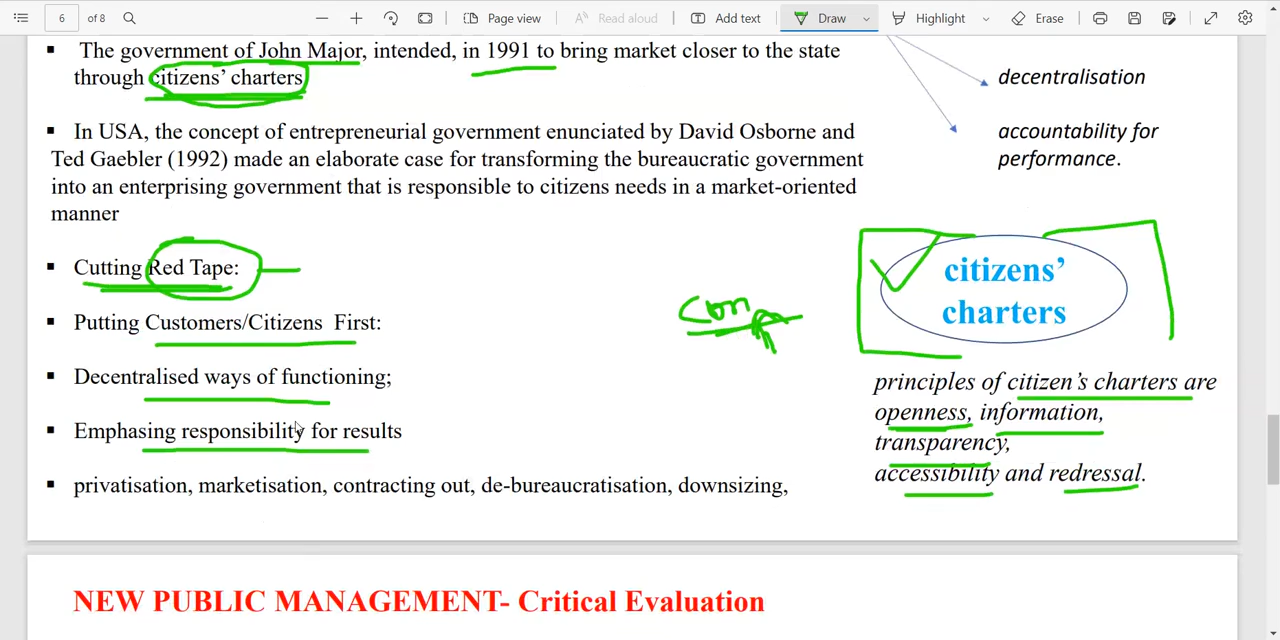 6 of 8 Page view Read aloud Add text Draw Highlight Erase
▪ The government of John Major, intended, in 1991 to bring market closer to the state
through citizens’ charters
▪ In USA, the concept of entrepreneurial government enunciated by David Osborne and
Ted Gaebler (1992) made an elaborate case for transforming the bureaucratic government
into an enterprising government that is responsible to citizens needs in a market-oriented
manner
▪ Cutting Red Tape:
▪ Putting Customers/Citizens First:
▪ Decentralised ways of functioning;
▪ Emphasing responsibility for results
▪ privatisation, marketisation, contracting out, de-bureaucratisation, downsizing,
decentralisation
accountability for
performance.
citizens’
charters
principles of citizen’s charters are
openness, information,
transparency,
accessibility and redressal.
NEW PUBLIC MANAGEMENT- Critical Evaluation